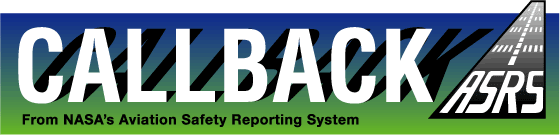 CALLBACK
ASRS
From NASA's Aviation Safety Reporting System